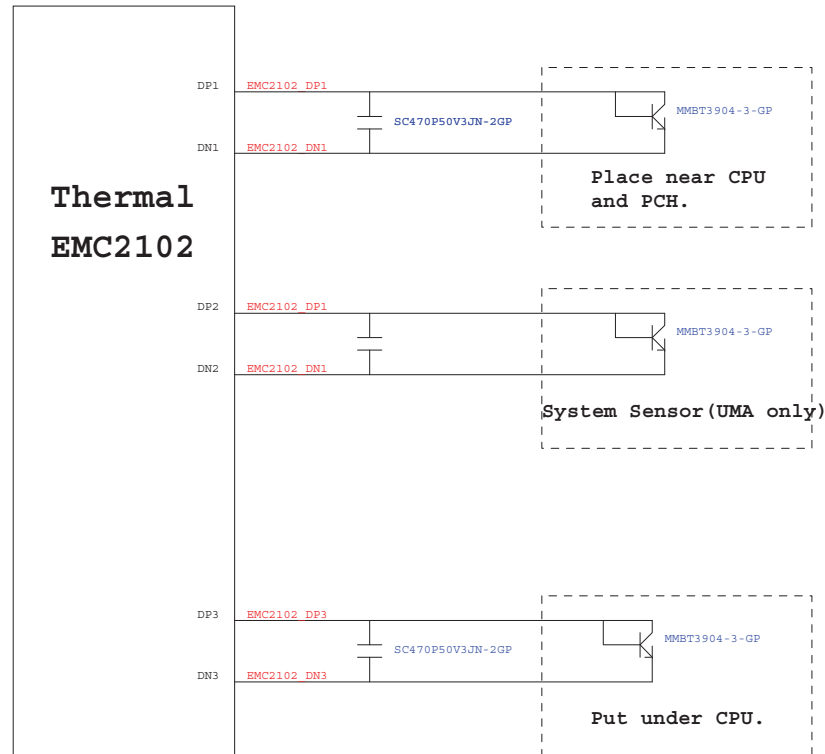 DP1 EMC2102_DP1
MMBT3904-3-GP
SC470P50V3JN-2GP
DN1 EMC2102_DN1
Place near CPU
and PCH.
Thermal
EMC2102
DP2 EMC2102_DP1
MMBT3904-3-GP
DN2 EMC2102_DN1
System Sensor(UMA only)
DP3 EMC2102_DP3
MMBT3904-3-GP
SC470P50V3JN-2GP
DN3 EMC2102_DN3
Put under CPU.